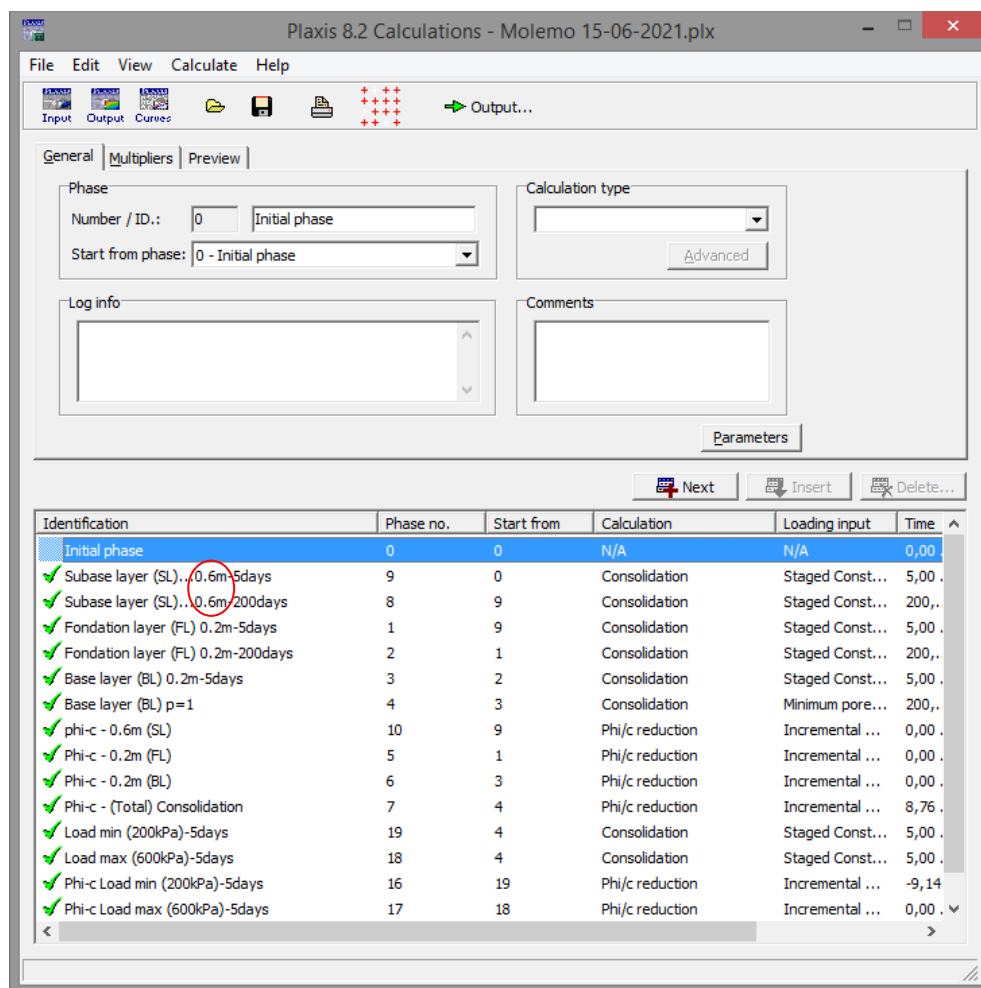 Plaxis 8.2 Calculations - Molemo 15-06-2021.plx
File Edit View Calculate Help
Input Output Curves Output...
General Multipliers Preview
Phase Calculation type
Number / ID.: 0 Initial phase
Start from phase: 0 - Initial phase Advanced
Log info Comments
Parameters
Next Insert Delete...
Identification Phase no. Start from Calculation Loading input Time
Initial phase 0 0 N/A N/A 0,00 .
Subase layer (SL)...0.6m-5days 9 0 Consolidation Staged Const... 5,00 .
Subase layer (SL)...0.6m-200days 8 9 Consolidation Staged Const... 200,..
Fondation layer (FL) 0.2m-5days 1 9 Consolidation Staged Const... 5,00 .
Fondation layer (FL) 0.2m-200days 2 1 Consolidation Staged Const... 200,..
Base layer (BL) 0.2m-5days 3 2 Consolidation Staged Const... 5,00 .
Base layer (BL) p=1 4 3 Consolidation Minimum pore... 200,..
phi-c - 0.6m (SL) 10 9 Phi/c reduction Incremental ... 0,00 .
Phi-c - 0.2m (FL) 5 1 Phi/c reduction Incremental ... 0,00 .
Phi-c - 0.2m (BL) 6 3 Phi/c reduction Incremental ... 0,00 .
Phi-c - (Total) Consolidation 7 4 Phi/c reduction Incremental ... 8,76 .
Load min (200kPa)-5days 19 4 Consolidation Staged Const... 5,00 .
Load max (600kPa)-5days 18 4 Consolidation Staged Const... 5,00 .
Phi-c Load min (200kPa)-5days 16 19 Phi/c reduction Incremental ... -9,14
Phi-c Load max (600kPa)-5days 17 18 Phi/c reduction Incremental ... 0,00 .